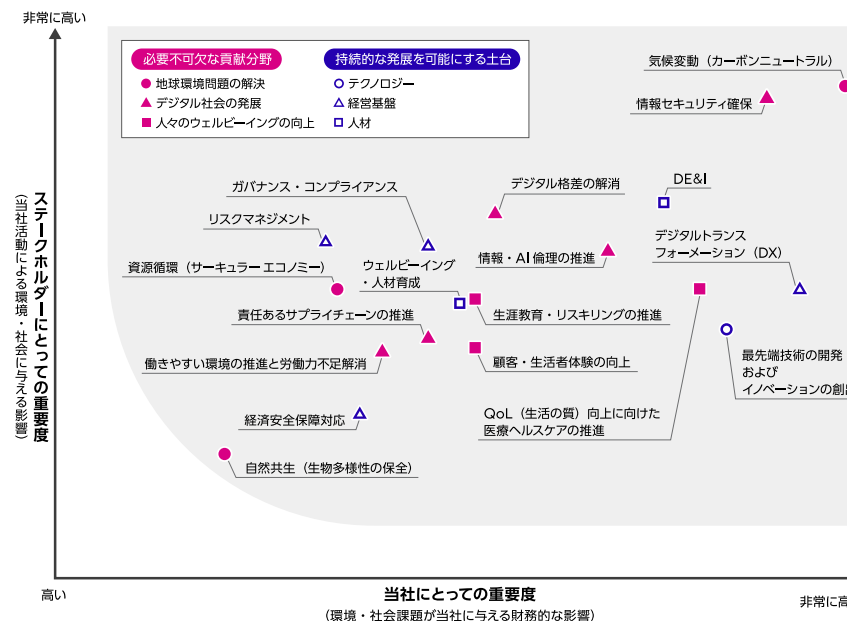 非常に高い
必要不可欠な貢献分野
持続的な発展を可能にする土台
地球環境問題の解決
テクノロジー
デジタル社会の発展
経営基盤
人々のウェルビーイングの向上
人材
気候変動(カーボンニュートラル)
情報セキュリティ確保
ガバナンス・コンプライアンス
デジタル格差の解消
DE&I
リスクマネジメント
デジタルトランス
フォーメーション(DX)
資源循環(サーキュラー エコノミー)
ウェルビーイング
・人材育成
情報・AI倫理の推進
責任あるサプライチェーンの推進
生涯教育・リスキリングの推進
働きやすい環境の推進と労働力不足解消
顧客・生活者体験の向上
最先端技術の開発
および
イノベーションの創出
経済安全保障対応
QoL(生活の質)向上に向けた
医療ヘルスケアの推進
自然共生(生物多様性の保全)
ステークホルダーにとっての重要度
(当社活動による環境・社会に与える影響)
高い
当社にとっての重要度
(環境・社会課題が当社に与える財務的な影響)
非常に高